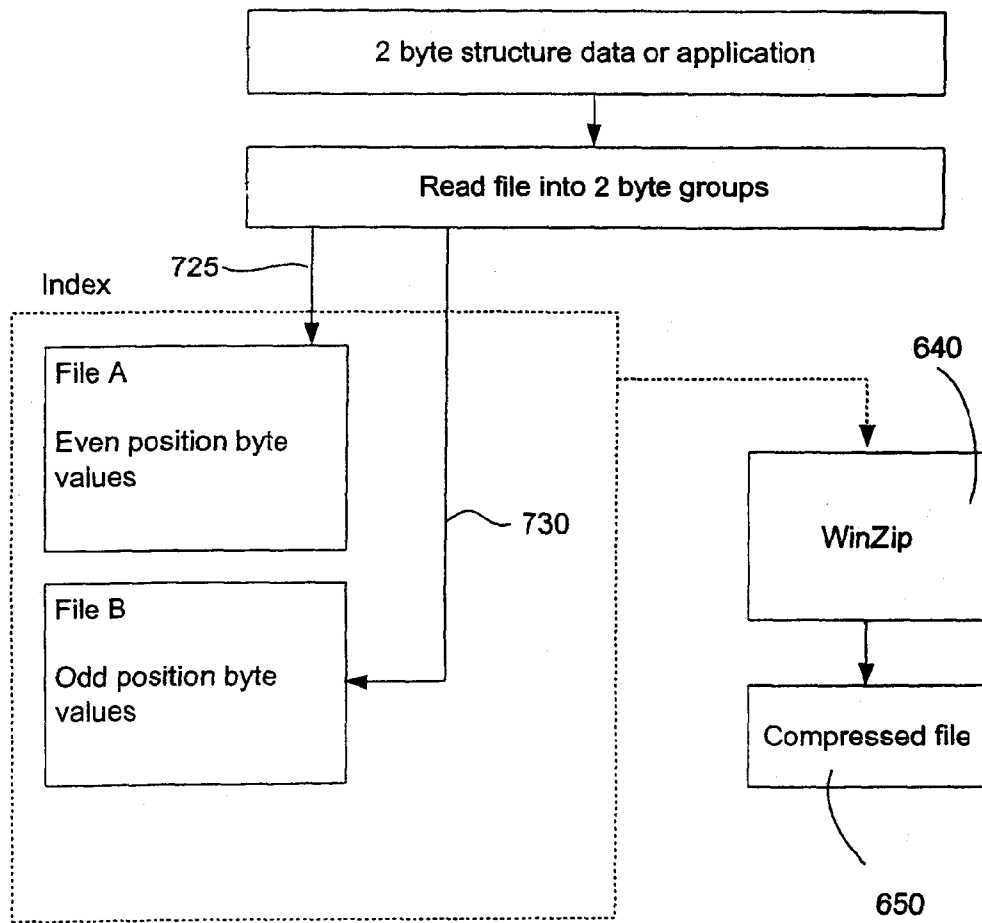 2 byte structure data or application
Read file into 2 byte groups
725
Index
640
File A
Even position byte
values
730
WinZip
File B
Odd position byte
values
Compressed file
650